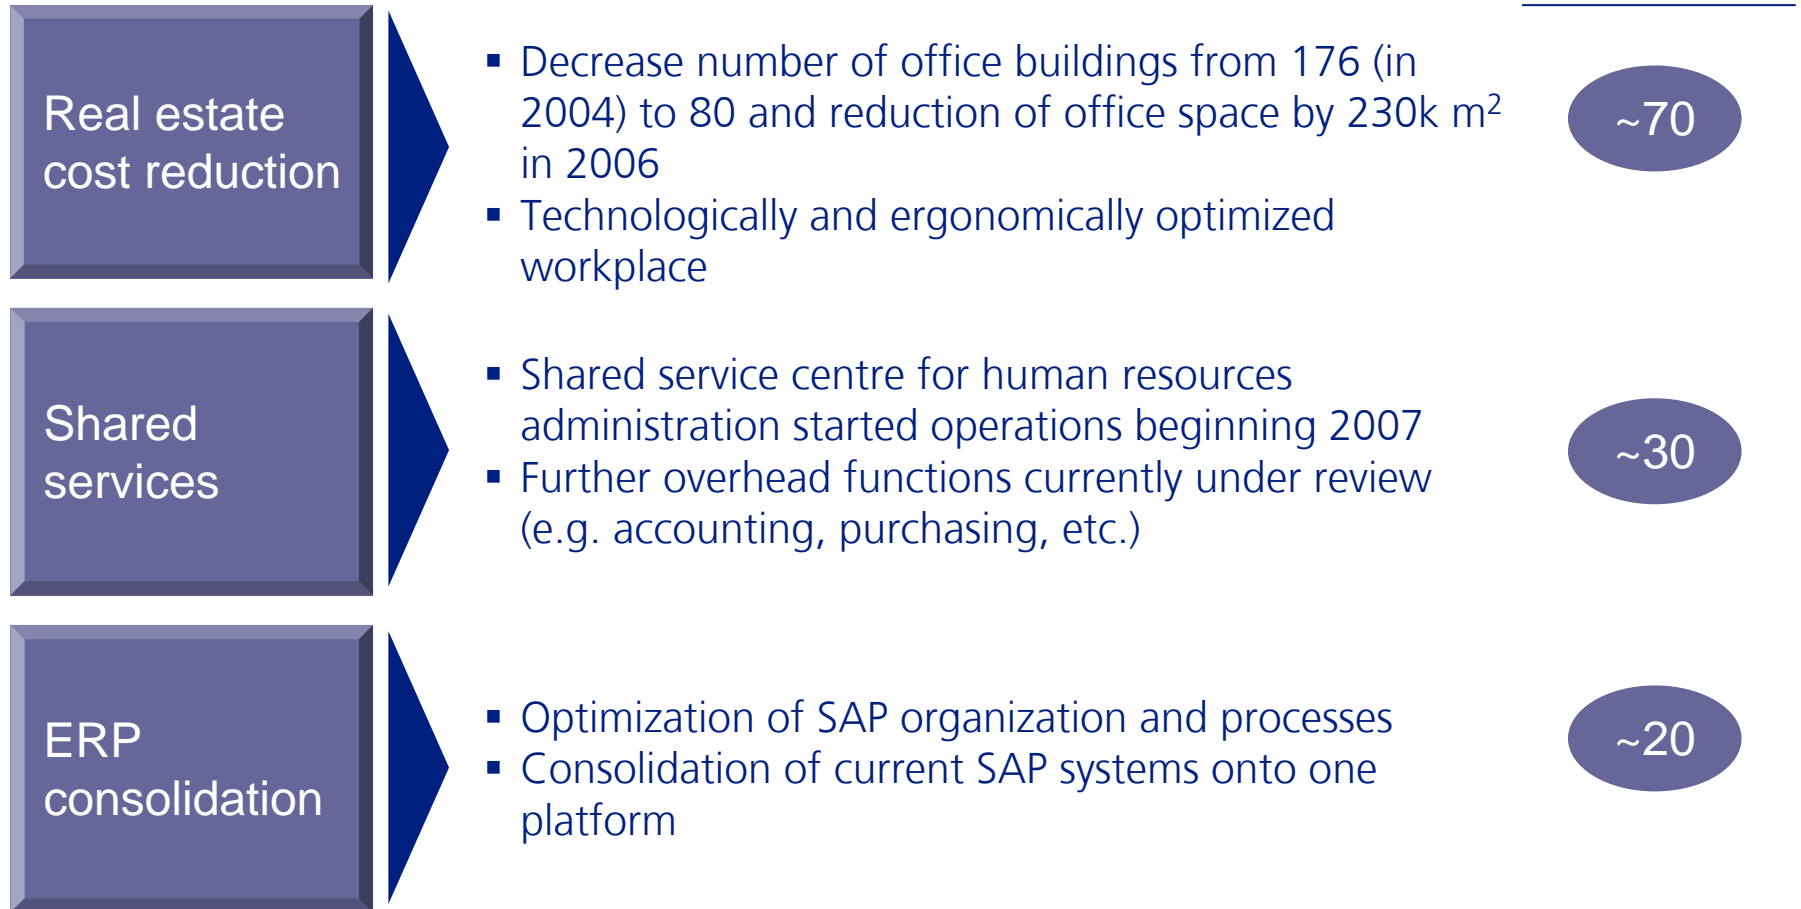 Real estate
cost reduction
▪ Decrease number of office buildings from 176 (in
2004) to 80 and reduction of office space by 230k m²
in 2006
▪ Technologically and ergonomically optimized
workplace
~70
Shared
services
▪ Shared service centre for human resources
administration started operations beginning 2007
▪ Further overhead functions currently under review
(e.g. accounting, purchasing, etc.)
~30
ERP
consolidation
▪ Optimization of SAP organization and processes
▪ Consolidation of current SAP systems onto one
platform
~20